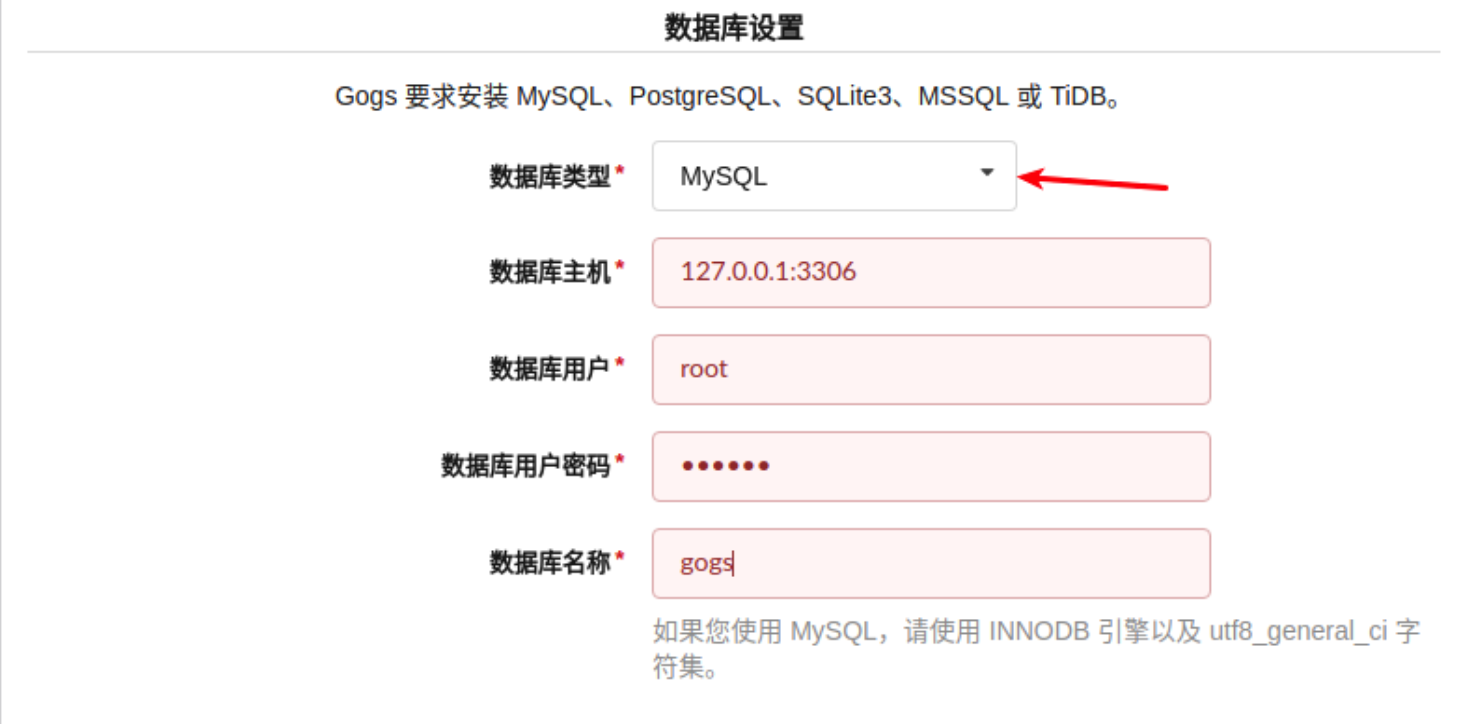 数据库设置
Gogs 要求安装 MySQL、PostgreSQL、SQLite3、MSSQL 或 TiDB。
数据库类型* MySQL
数据库主机* 127.0.0.1:3306
数据库用户* root
数据库用户密码* ••••••
数据库名称* gogs
如果您使用 MySQL，请使用 INNODB 引擎以及 utf8_general_ci 字
符集。